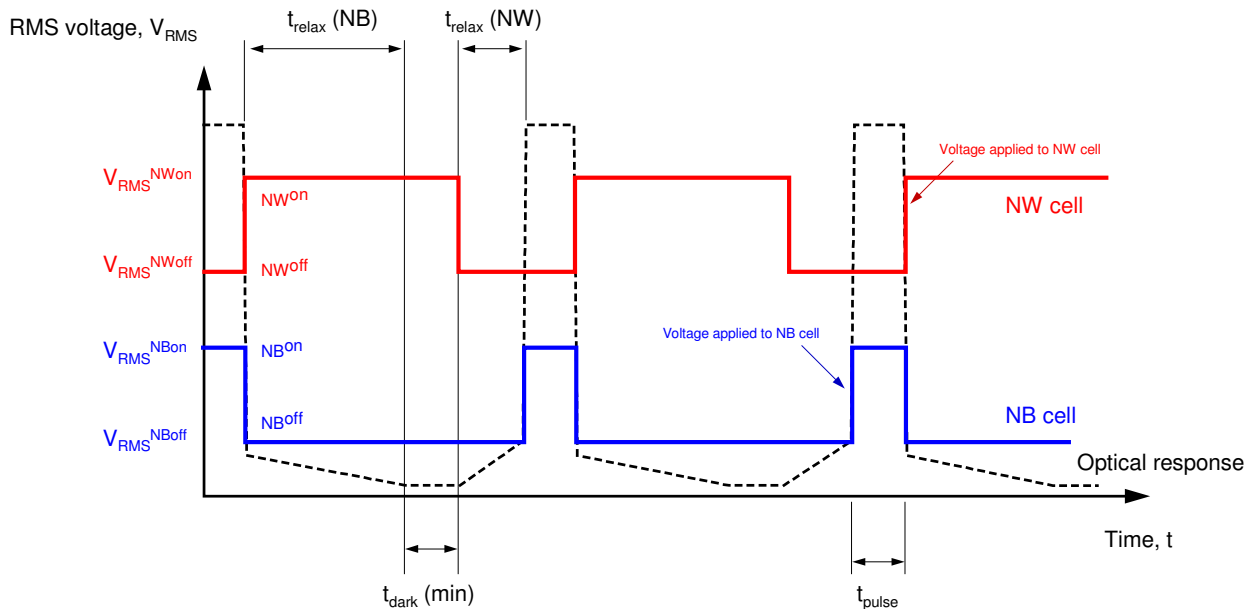 t_relax (NB)
t_relax (NW)
RMS voltage, V_RMS
Voltage applied to NW cell
V_RMS^NWon
NW^on
NW cell
V_RMS^NWoff
NW^off
Voltage applied to NB cell
V_RMS^NBon
NB^on
NB^off
NB cell
V_RMS^NBoff
Optical response
Time, t
t_dark (min)
t_pulse